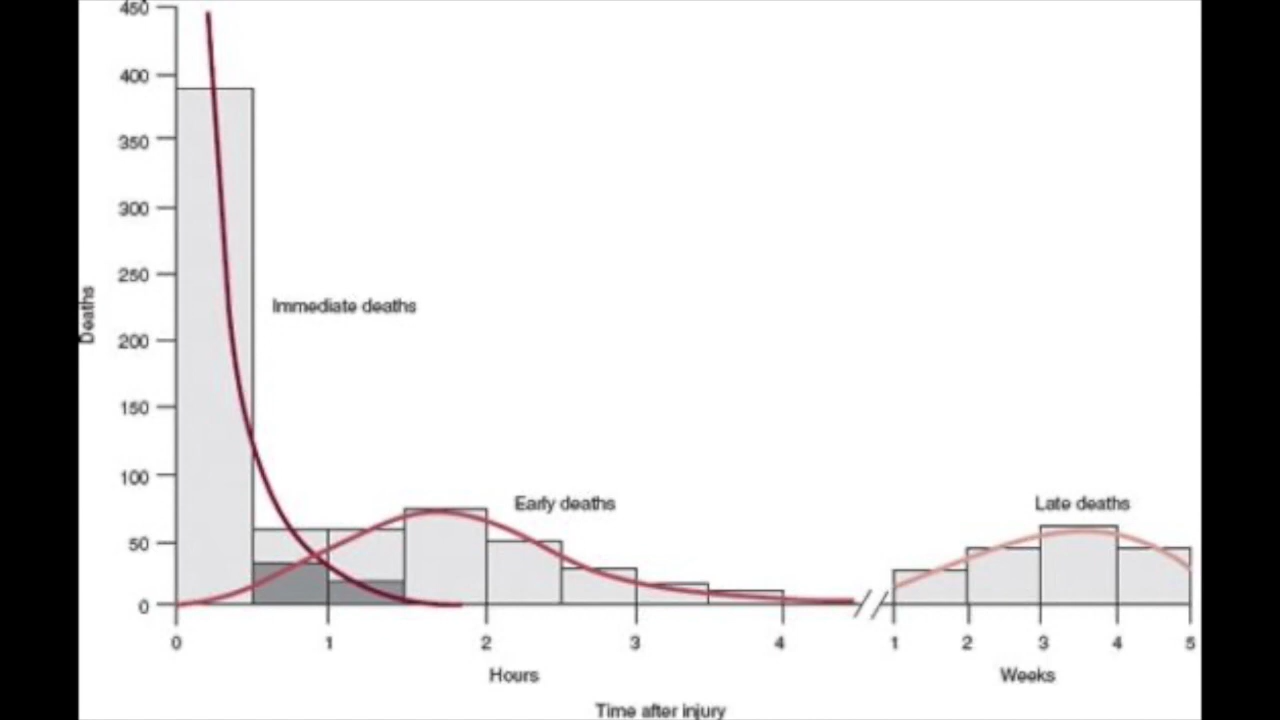 450
400
350
300
250
200
150
100
50
0
Deaths
Immediate deaths
Early deaths
Late deaths
0 1 2 3 4 1 2 3 4 5
Hours Weeks
Time after injury